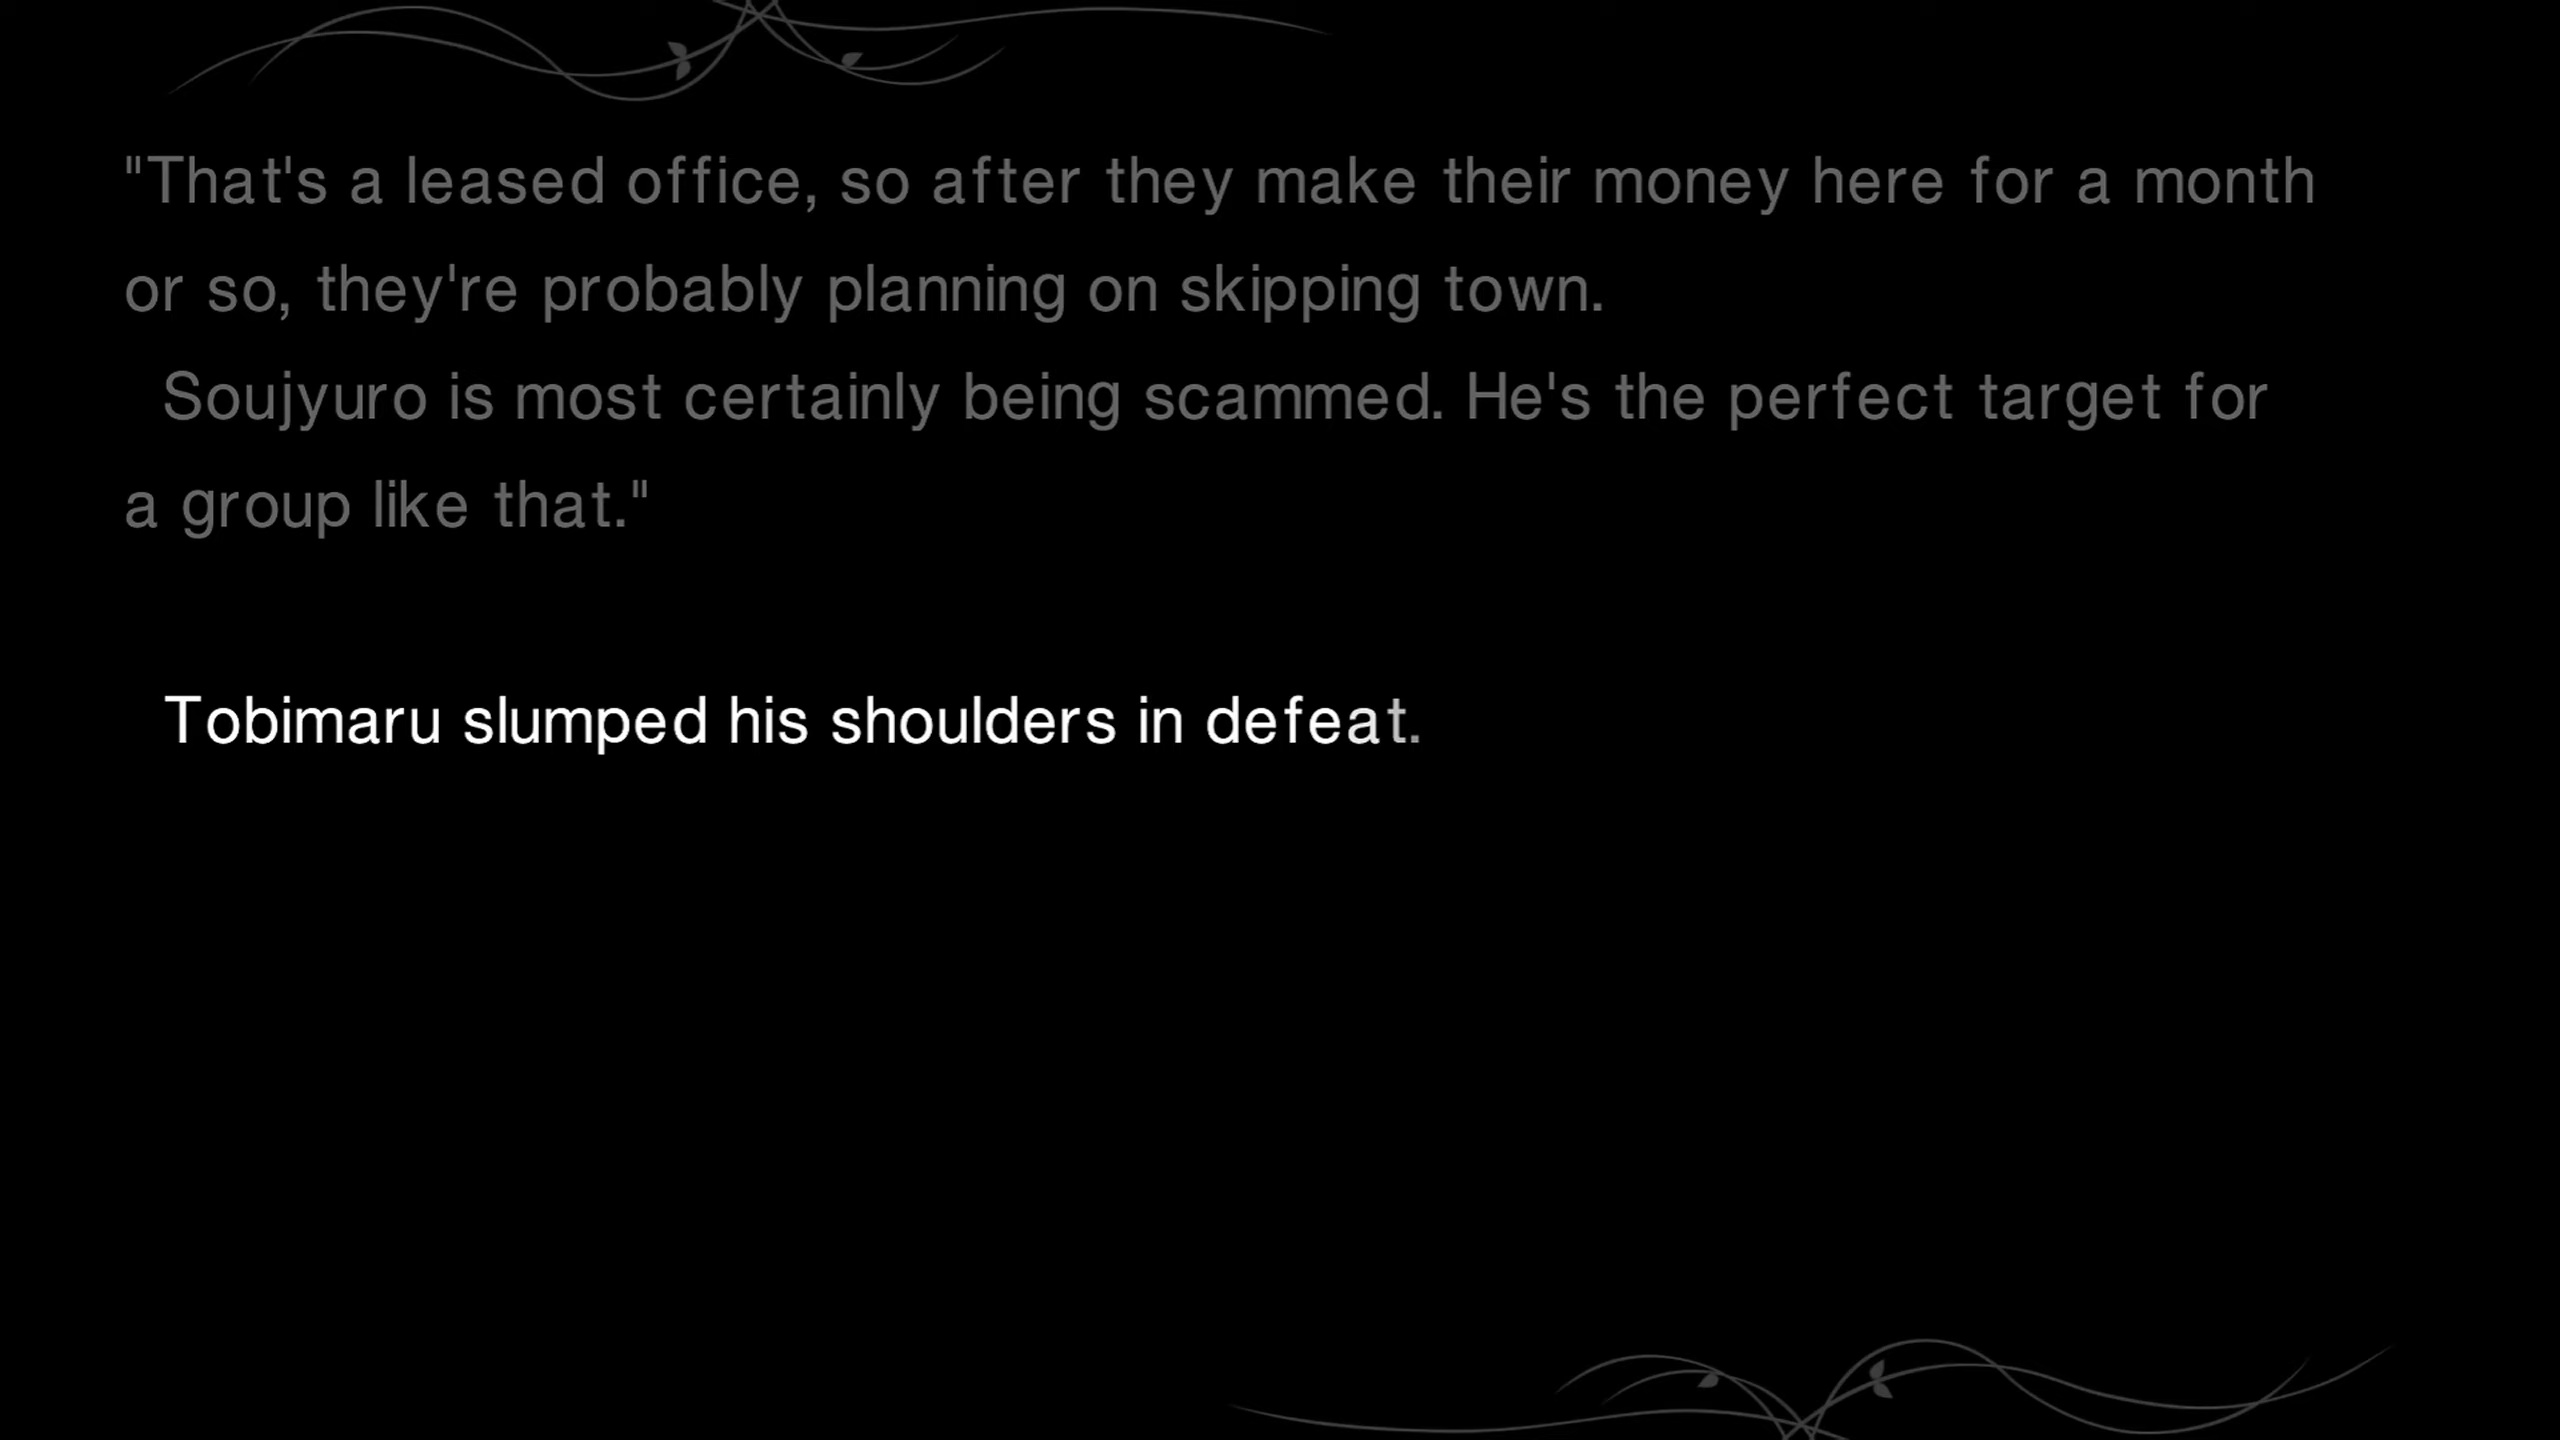 "That's a leased office, so after they make their money here for a month
or so, they're probably planning on skipping town.
Soujyuro is most certainly being scammed. He's the perfect target for
a group like that."
Tobimaru slumped his shoulders in defeat.